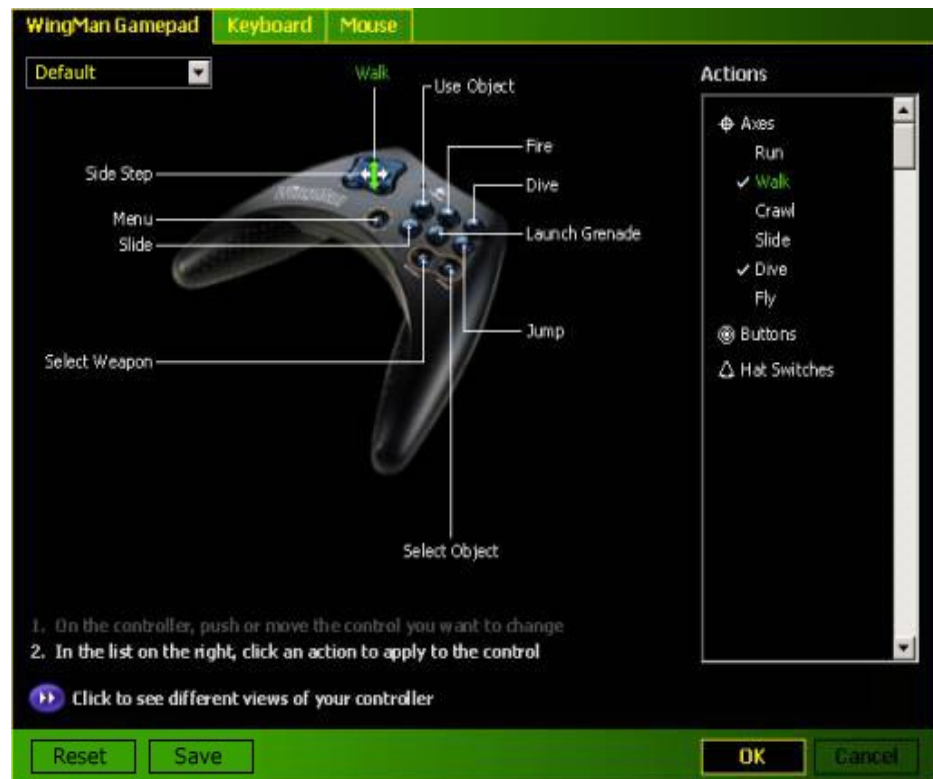 WingMan Gamepad Keyboard Mouse
Default
Walk
Use Object
Fire
Side Step
Dive
Menu
Launch Grenade
Slide
Jump
Select Weapon
Select Object
Actions
Axes
Run
Walk
Crawl
Slide
Dive
Fly
Buttons
Hat Switches
1. On the controller, push or move the control you want to change
2. In the list on the right, click an action to apply to the control
Click to see different views of your controller
Reset Save OK Cancel